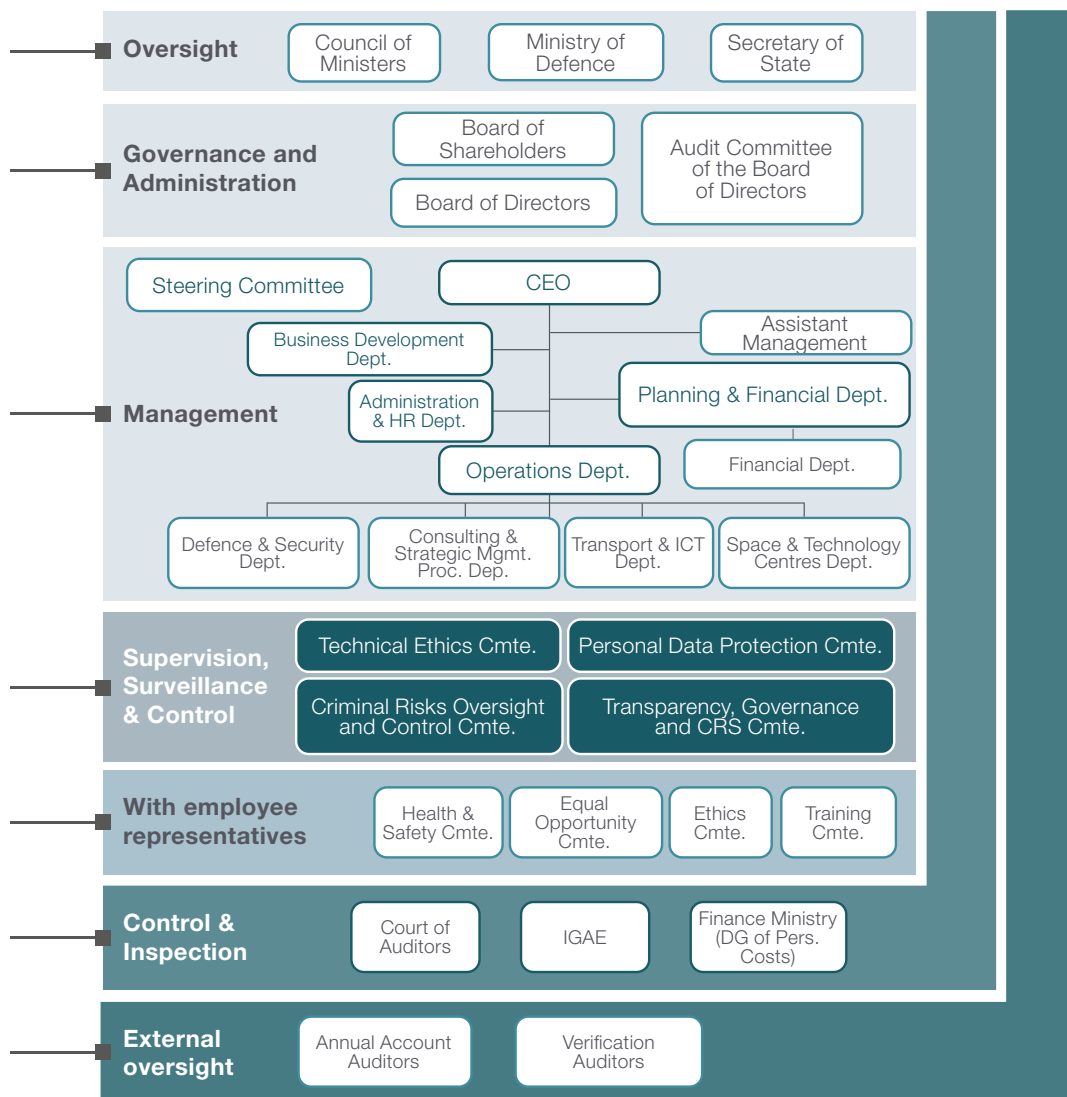 Oversight
Council of
Ministers
Ministry of
Defence
Secretary of
State
Governance and
Administration
Board of
Shareholders
Board of Directors
Audit Committee
of the Board
of Directors
Management
Steering Committee
CEO
Assistant
Management
Business Development
Dept.
Planning & Financial Dept.
Administration
& HR Dept.
Financial Dept.
Operations Dept.
Defence & Security
Dept.
Consulting &
Strategic Mgmt.
Proc. Dep.
Transport & ICT
Dept.
Space & Technology
Centres Dept.
Supervision,
Surveillance
& Control
Technical Ethics Cmte.
Personal Data Protection Cmte.
Criminal Risks Oversight
and Control Cmte.
Transparency, Governance
and CRS Cmte.
With employee
representatives
Health &
Safety Cmte.
Equal
Opportunity
Cmte.
Ethics
Cmte.
Training
Cmte.
Control &
Inspection
Court of
Auditors
IGAE
Finance Ministry
(DG of Pers.
Costs)
External
oversight
Annual Account
Auditors
Verification
Auditors